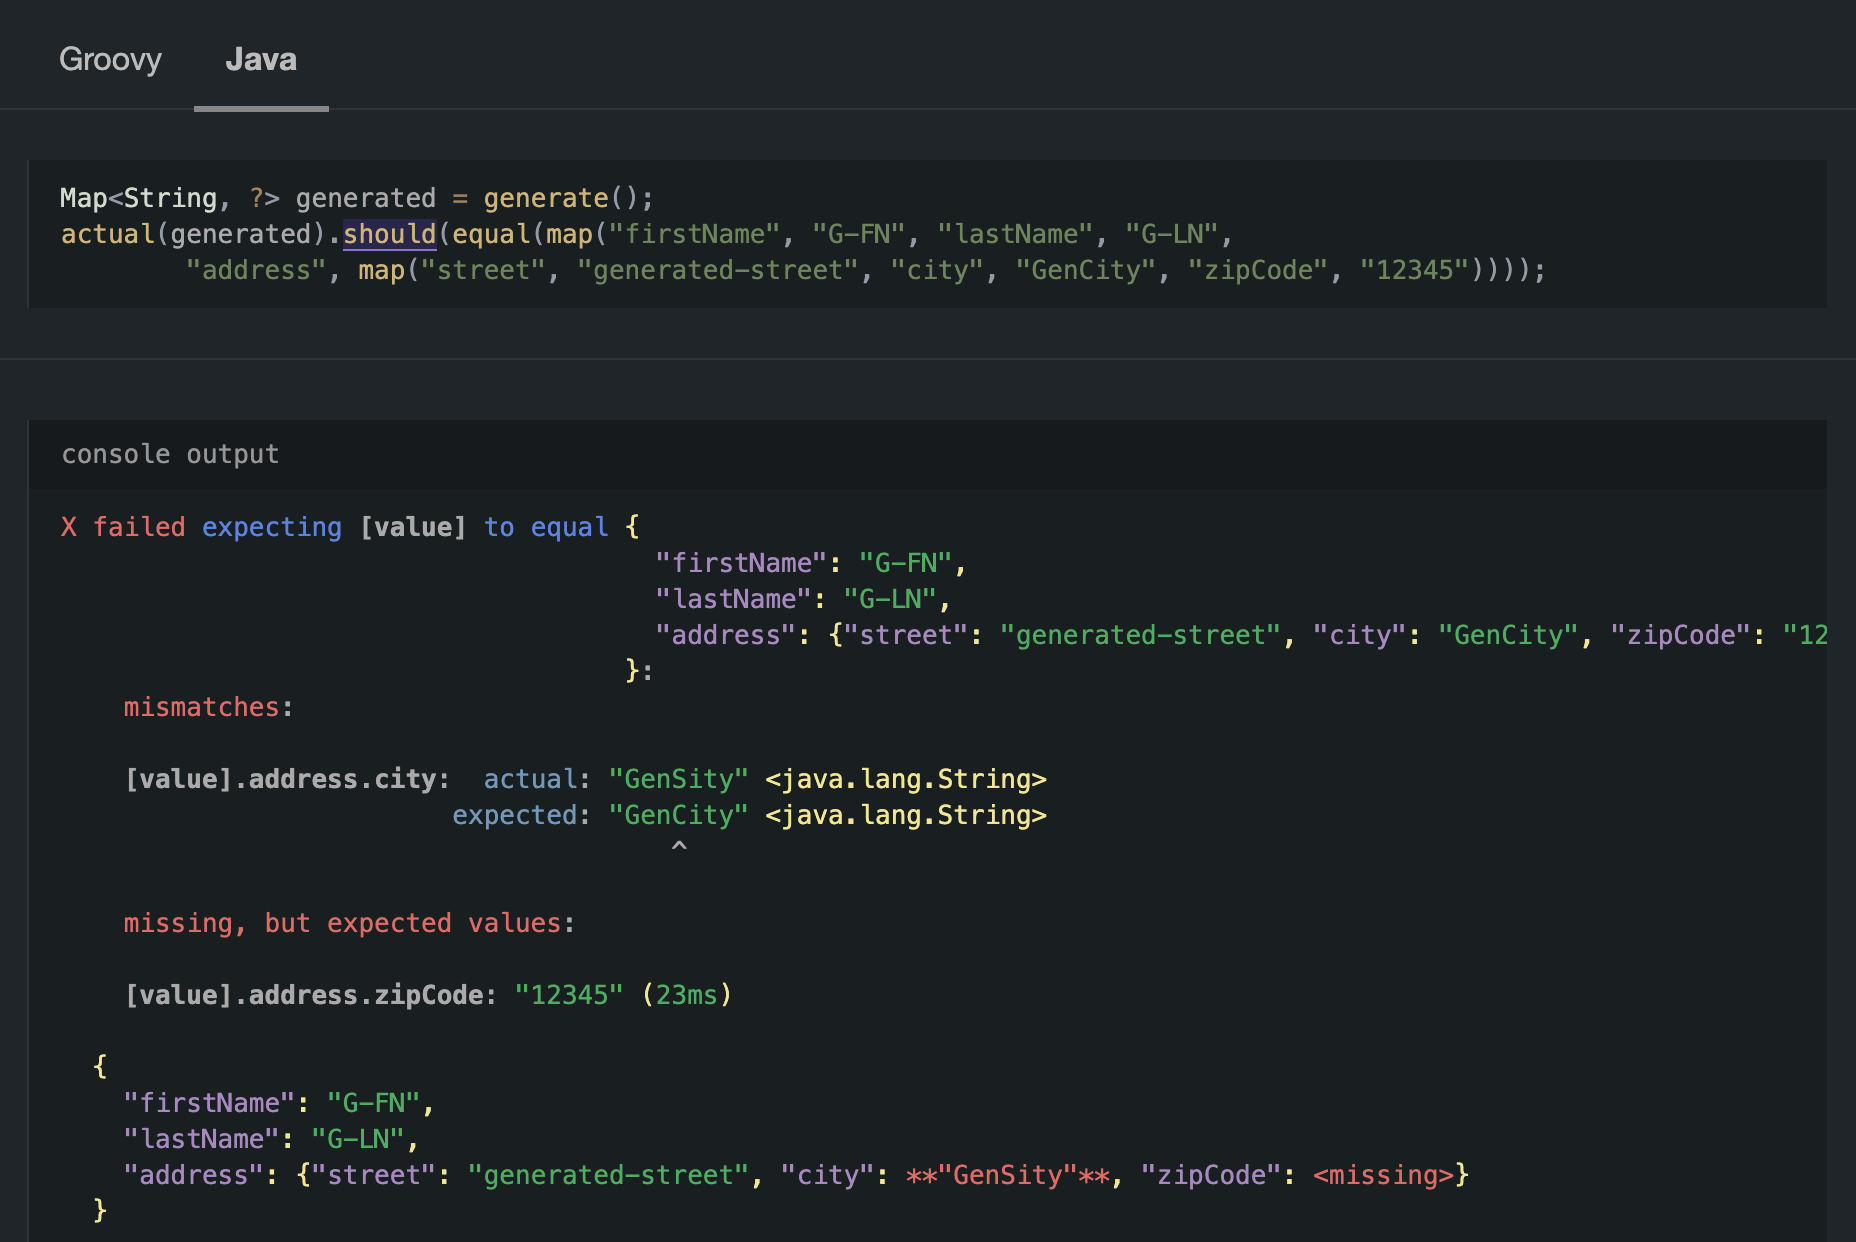 Groovy Java
Map<String, ?> generated = generate();
actual(generated).should(equal(map("firstName", "G-FN", "lastName", "G-LN",
        "address", map("street", "generated-street", "city", "GenCity", "zipCode", "12345"))));
console output
X failed expecting [value] to equal {
                                      "firstName": "G-FN",
                                      "lastName": "G-LN",
                                      "address": {"street": "generated-street", "city": "GenCity", "zipCode": "12
                                    }:
    mismatches:
    [value].address.city:  actual: "GenSity" <java.lang.String>
                         expected: "GenCity" <java.lang.String>
                                       ^
    missing, but expected values:
    [value].address.zipCode: "12345" (23ms)
  {
    "firstName": "G-FN",
    "lastName": "G-LN",
    "address": {"street": "generated-street", "city": **"GenSity"**, "zipCode": <missing>}
  }